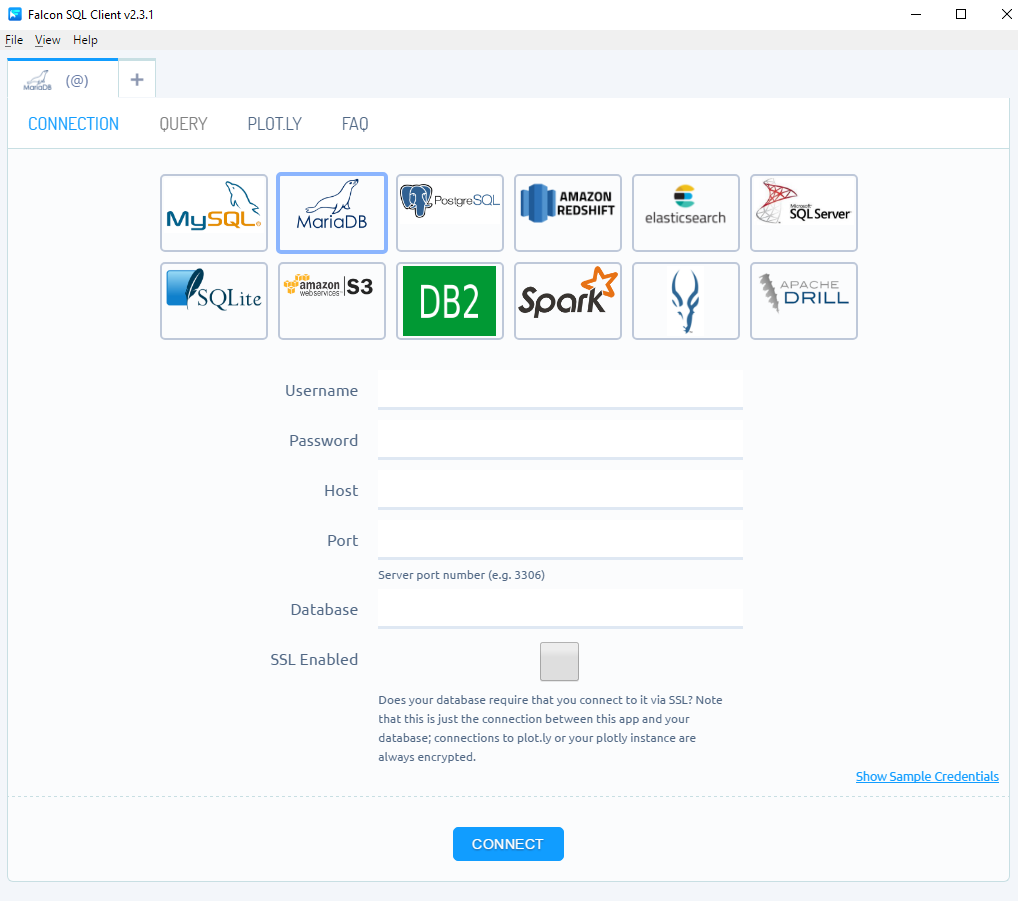 Falcon SQL Client v2.3.1
File View Help
MariaDB (@) +
CONNECTION QUERY PLOT.LY FAQ
MySQL® MariaDB PostgreSQL AMAZON REDSHIFT elasticsearch Microsoft SQL Server
SQLite amazon webservices S3 DB2 Spark APACHE DRILL
Username
Password
Host
Port
Server port number (e.g. 3306)
Database
SSL Enabled
Does your database require that you connect to it via SSL? Note
that this is just the connection between this app and your
database; connections to plot.ly or your plotly instance are
always encrypted.
Show Sample Credentials
CONNECT